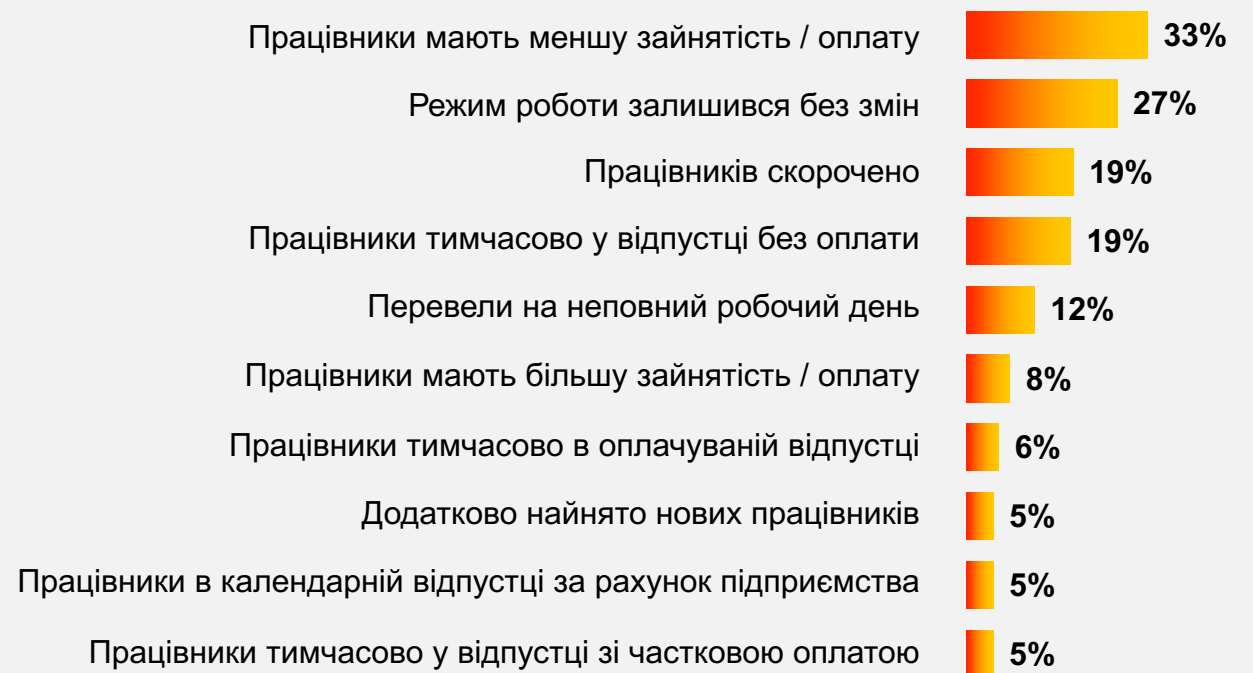 Працівники мають меншу зайнятість / оплату 33%
Режим роботи залишився без змін 27%
Працівників скорочено 19%
Працівники тимчасово у відпустці без оплати 19%
Перевели на неповний робочий день 12%
Працівники мають більшу зайнятість / оплату 8%
Працівники тимчасово в оплачуваній відпустці 6%
Додатково найнято нових працівників 5%
Працівники в календарній відпустці за рахунок підприємства 5%
Працівники тимчасово у відпустці зі частковою оплатою 5%